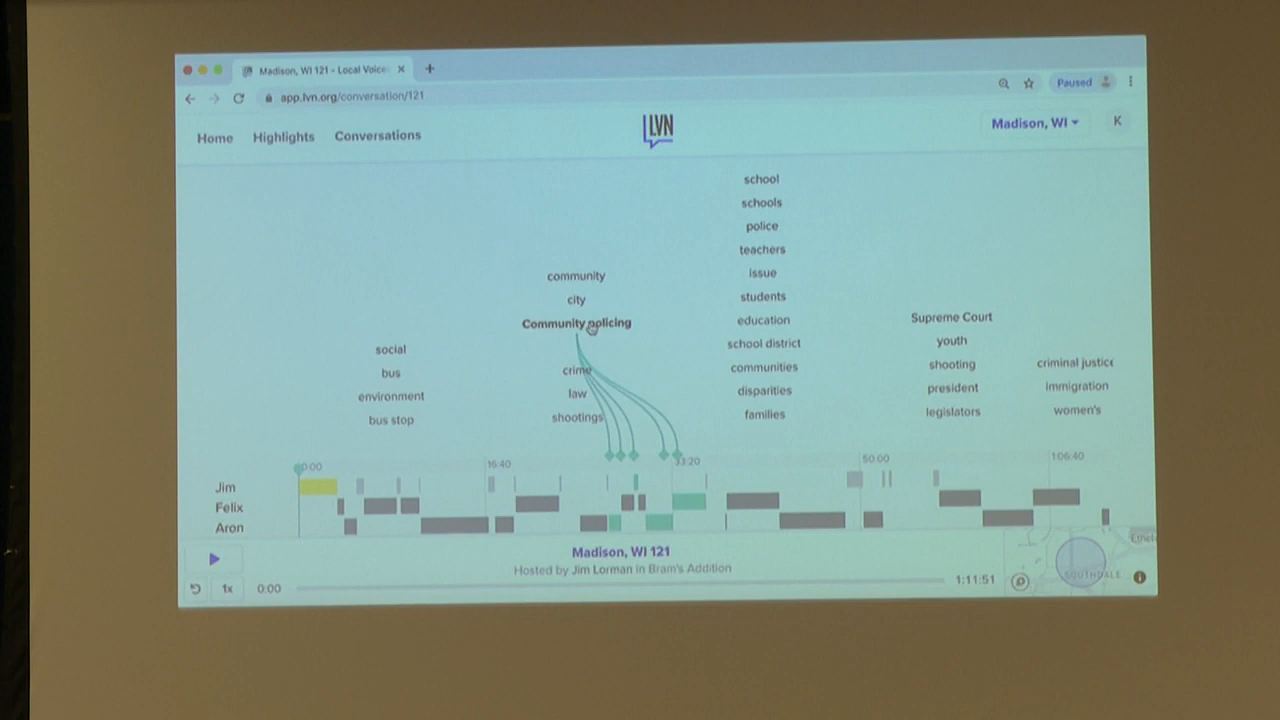 Madison, WI 121 - Local Voice
app.lvn.org/conversation/121
Paused
Home Highlights Conversations
LVN
Madison, WI
K
social
bus
environment
bus stop
community
city
Community policing
crime
law
shootings
school
schools
police
teachers
issue
students
education
school district
communities
disparities
families
Supreme Court
youth
shooting
president
legislators
criminal justice
immigration
women's
0:00 16:40 33:20 50:00 1:06:40
Jim
Felix
Aron
Madison, WI 121
Hosted by Jim Lorman in Bram's Addition
1x 0:00 1:11:51
SOUTHDALE